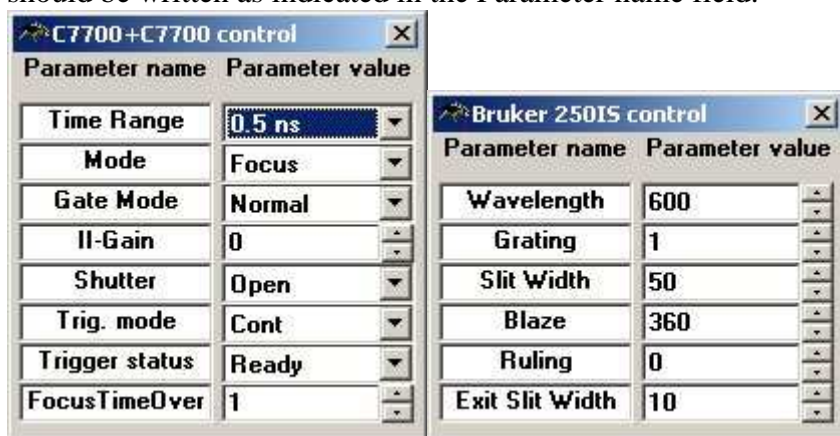 should be written as indicated in the Parameter name field.
C7700+C7700 control
Parameter name Parameter value
Time Range 0.5 ns
Mode Focus
Gate Mode Normal
II-Gain 0
Shutter Open
Trig. mode Cont
Trigger status Ready
FocusTimeOver 1
Bruker 250IS control
Parameter name Parameter value
Wavelength 600
Grating 1
Slit Width 50
Blaze 360
Ruling 0
Exit Slit Width 10